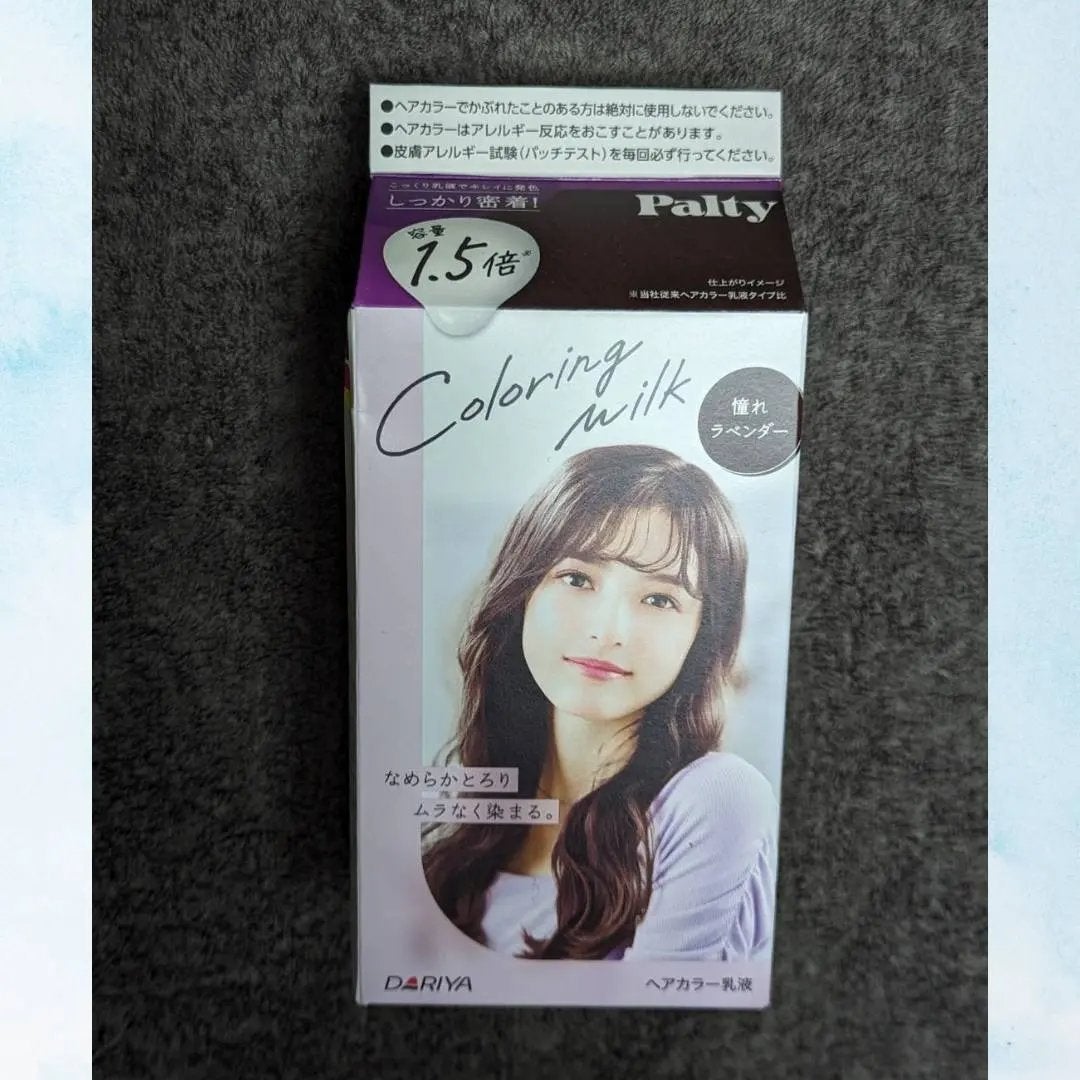 ●ヘアカラーでかぶれたことのある方は絶対に使用しないでください。
●ヘアカラーはアレルギー反応をおこすことがあります。
●皮膚アレルギー試験(パッチテスト)を毎回必ず行ってください。
こっくり乳液でキレイに発色
しっかり密着!
Palty
容量
1.5倍※
仕上がりイメージ
※当社従来ヘアカラー乳液タイプ比
Coloring
milk
憧れ
ラベンダー
なめらかとろり
ムラなく染まる。
DARIYA
ヘアカラー乳液